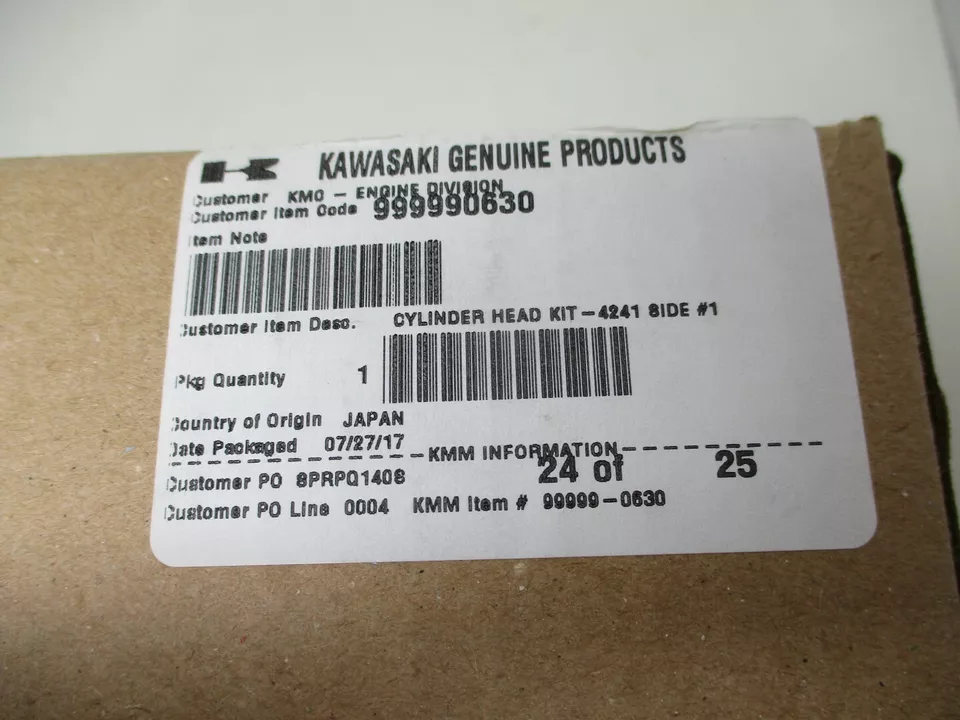 KAWASAKI GENUINE PRODUCTS
Customer KMC - ENGINE DIVISION
Customer Item Code 999990630
Item Note
Customer Item Desc. CYLINDER HEAD KIT-4241 SIDE #1
Pkg Quantity 1
Country of Origin JAPAN
Date Packaged 07/27/17
KMM INFORMATION
24 of 25
Customer PO
Customer PO Line 0004 KMM Item # 99999-0630